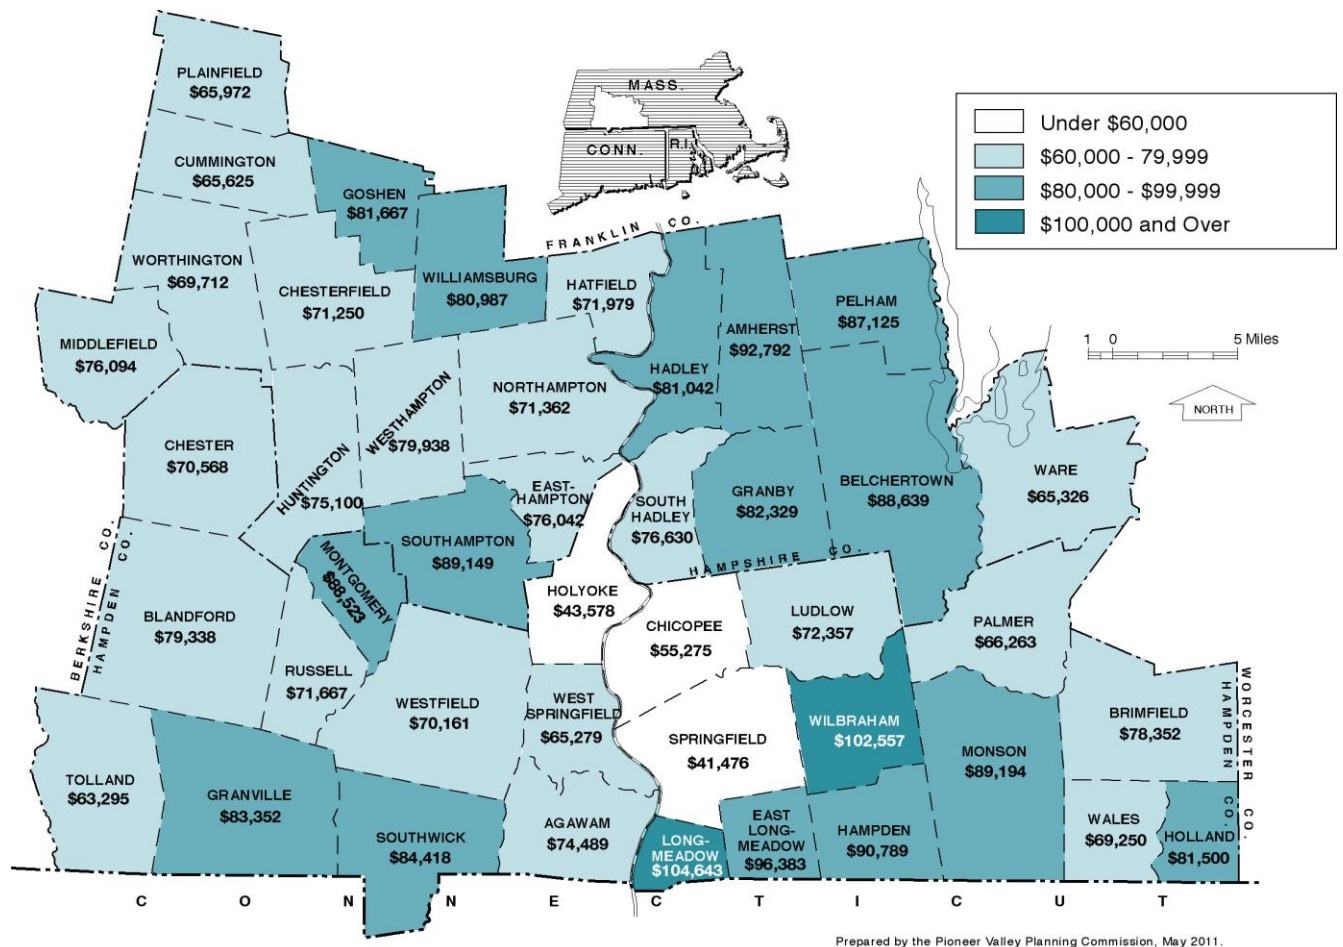 PLAINFIELD
$65,972
CUMMINGTON
$65,625
GOSHEN
$81,667
WORTHINGTON
$69,712
CHESTERFIELD
$71,250
WILLIAMSBURG
$80,987
MIDDLEFIELD
$76,094
HATFIELD
$71,979
MASS.
CONN.
R.I.
FRANKLIN CO.
Under $60,000
$60,000 - 79,999
$80,000 - $99,999
$100,000 and Over
1 0 5 Miles
NORTH
PELHAM
$87,125
AMHERST
$92,792
HADLEY
$81,042
NORTHAMPTON
$71,362
WESTHAMPTON
$79,938
CHESTER
$70,568
HUNTINGTON
$75,100
EAST-
HAMPTON
$76,042
SOUTH
HADLEY
$76,630
GRANBY
$82,329
BELCHERTOWN
$88,639
WARE
$65,326
BERKSHIRE CO.
HAMPDEN CO.
MONTGOMERY
$88,523
SOUTHAMPTON
$89,149
HAMPSHIRE CO.
BLANDFORD
$79,338
HOLYOKE
$43,578
CHICOPEE
$55,275
LUDLOW
$72,357
PALMER
$66,263
RUSSELL
$71,667
WESTFIELD
$70,161
WEST
SPRINGFIELD
$65,279
SPRINGFIELD
$41,476
WILBRAHAM
$102,557
MONSON
$89,194
BRIMFIELD
$78,352
HAMPDEN CO.
WORCESTER CO.
TOLLAND
$63,295
GRANVILLE
$83,352
SOUTHWICK
$84,418
AGAWAM
$74,489
LONG-
MEADOW
$104,643
EAST
LONG-
MEADOW
$96,383
HAMPDEN
$90,789
WALES
$69,250
HOLLAND
$81,500
CONNECTICUT
Prepared by the Pioneer Valley Planning Commission, May 2011.